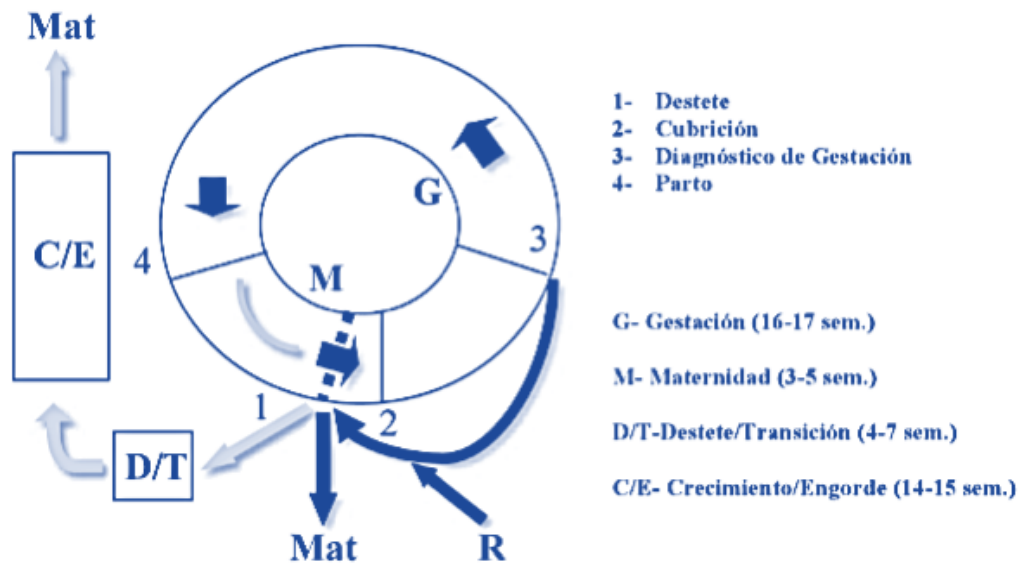 Mat
C/E
4
G
3
M
1
2
D/T
Mat
R
1- Destete
2- Cubrición
3- Diagnóstico de Gestación
4- Parto
G- Gestación (16-17 sem.)
M- Maternidad (3-5 sem.)
D/T-Destete/Transición (4-7 sem.)
C/E- Crecimiento/Engorde (14-15 sem.)